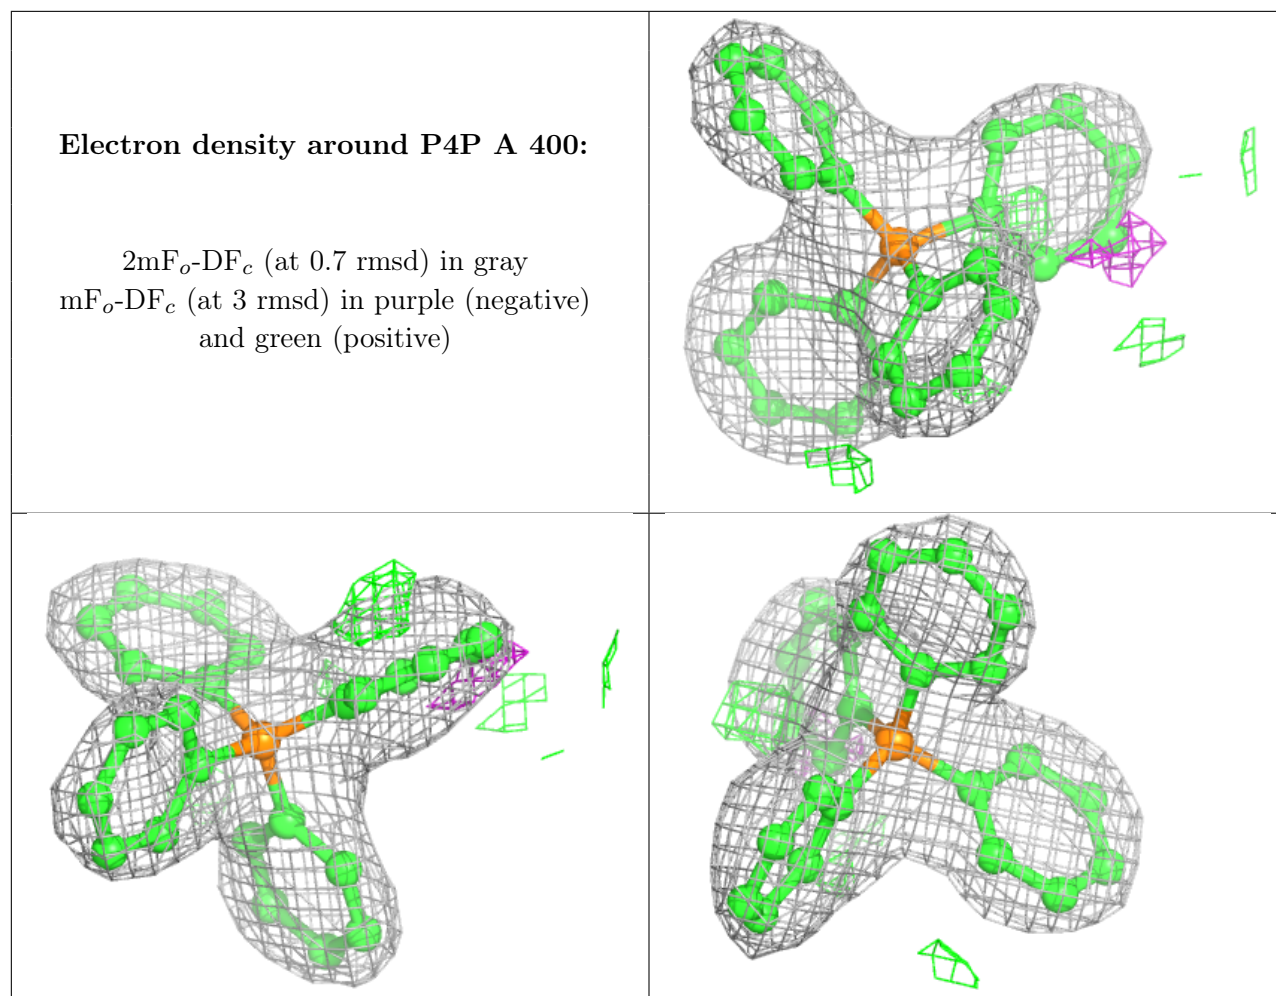 Electron density around P4P A 400:
2mFo-DFc (at 0.7 rmsd) in gray
mFo-DFc (at 3 rmsd) in purple (negative)
and green (positive)